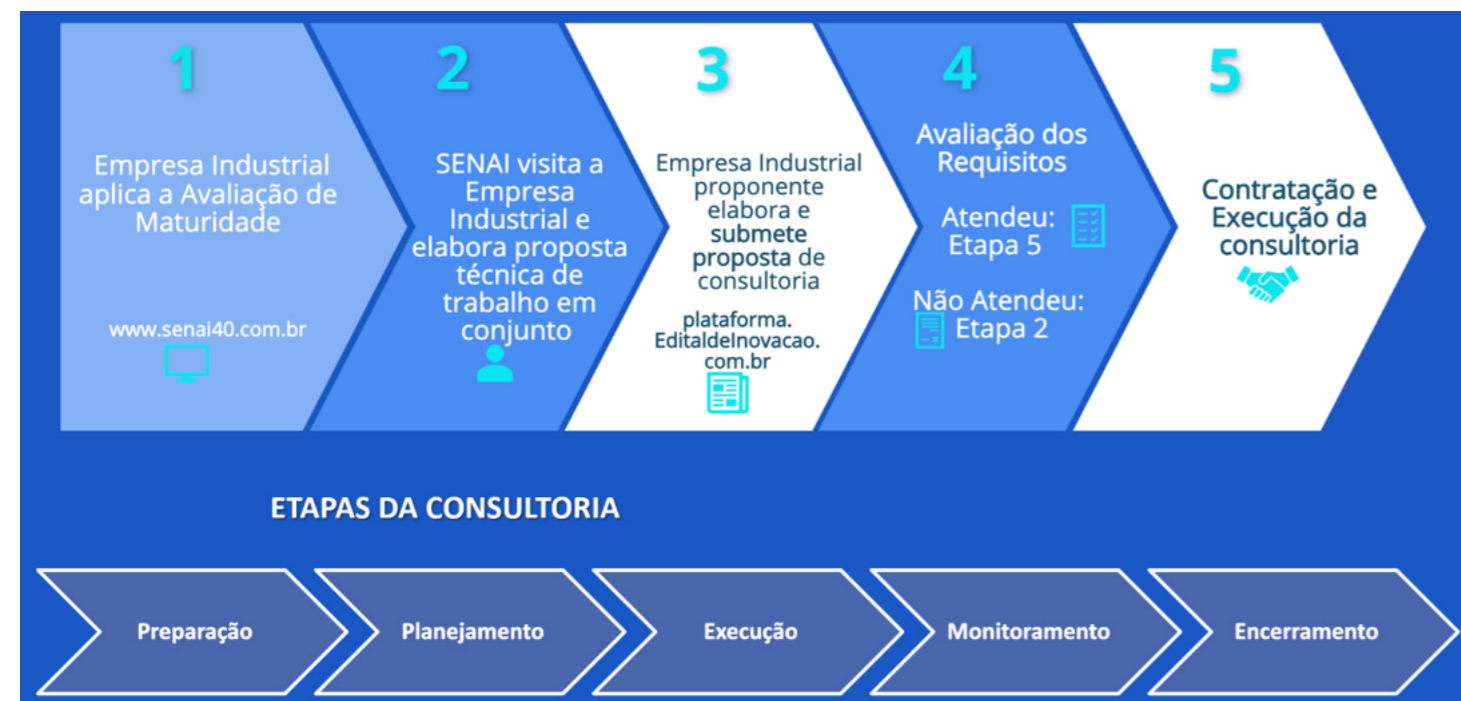 1
Empresa Industrial
aplica a Avaliação de
Maturidade
www.senai40.com.br
2
SENAI visita a
Empresa
Industrial e
elabora proposta
técnica de
trabalho em
conjunto
3
Empresa Industrial
proponente
elabora e
submete
proposta de
consultoria
plataforma.
EditaldeInovacao.
com.br
4
Avaliação dos
Requisitos
Atendeu:
Etapa 5
Não Atendeu:
Etapa 2
5
Contratação e
Execução da
consultoria
ETAPAS DA CONSULTORIA
Preparação
Planejamento
Execução
Monitoramento
Encerramento